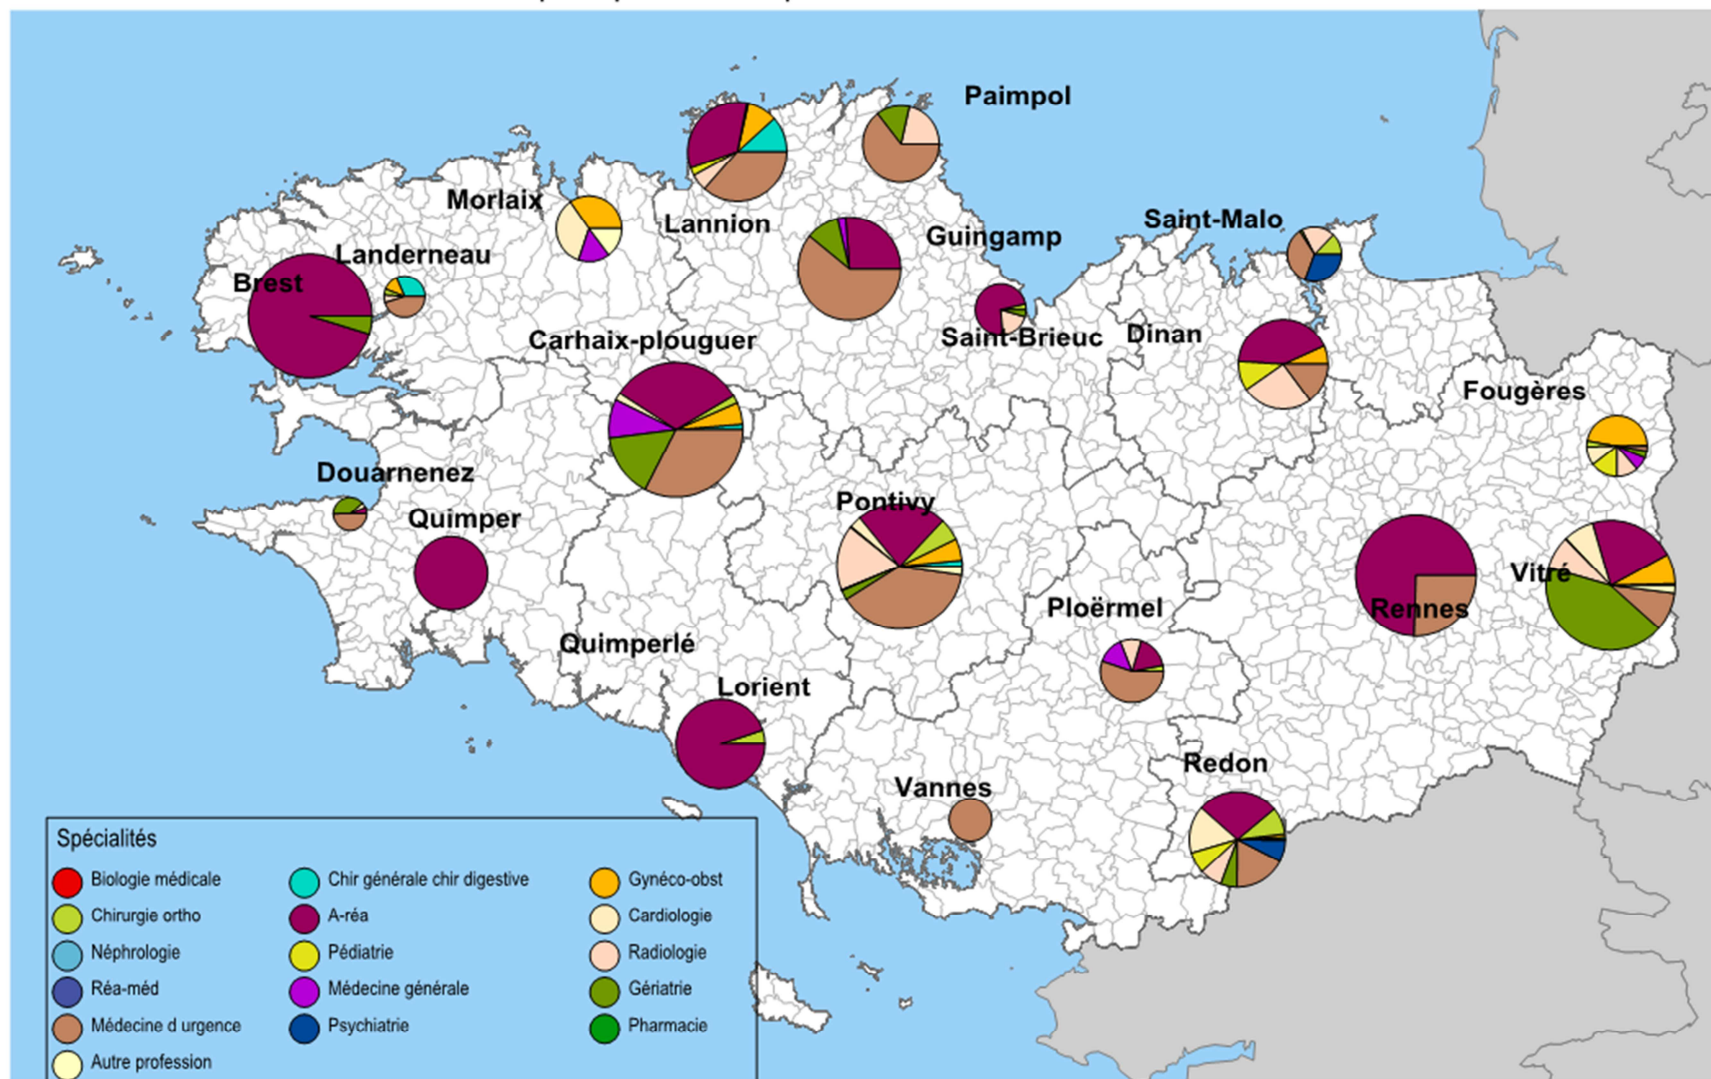 Paimpol
Morlaix
Lannion
Saint-Malo
Guingamp
Landerneau
Brest
Saint-Brieuc
Dinan
Carhaix-plouguer
Fougères
Douarnenez
Quimper
Pontivy
Vitré
Ploërmel
Rennes
Quimperlé
Lorient
Redon
Vannes
Spécialités
Biologie médicale
Chirurgie ortho
Néphrologie
Réa-méd
Médecine d urgence
Autre profession
Chir générale chir digestive
A-réa
Pédiatrie
Médecine générale
Psychiatrie
Gynéco-obst
Cardiologie
Radiologie
Gériatrie
Pharmacie